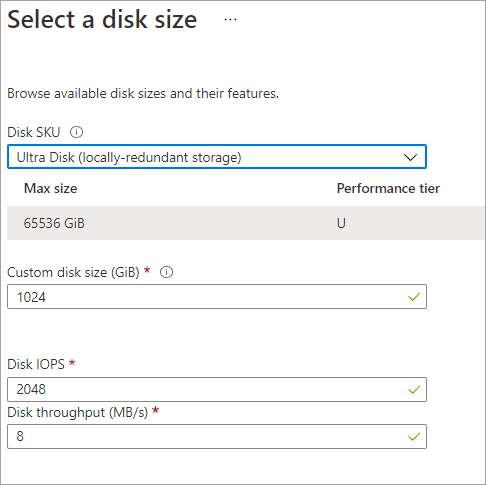 Select a disk size ...
Browse available disk sizes and their features.
Disk SKU
Ultra Disk (locally-redundant storage)
Max size Performance tier
65536 GiB U
Custom disk size (GiB) *
1024
Disk IOPS *
2048
Disk throughput (MB/s) *
8